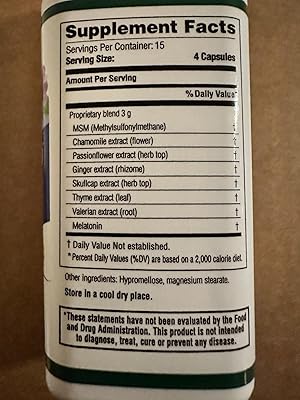 Supplement Facts
Servings Per Container: 15
Serving Size: 4 Capsules
Amount Per Serving
% Daily Value*
Proprietary blend 3 g
MSM (Methylsulfonylmethane) †
Chamomile extract (flower) †
Passionflower extract (herb top) †
Ginger extract (rhizome) †
Skullcap extract (herb top) †
Thyme extract (leaf) †
Valerian extract (root) †
Melatonin †
† Daily Value Not established.
* Percent Daily Values (%DV) are based on a 2,000 calorie diet.
Other Ingredients: Hypromellose, magnesium stearate.
Store in a cool dry place.
*These statements have not been evaluated by the Food
and Drug Administration. This product is not intended
to diagnose, treat, cure or prevent any disease.